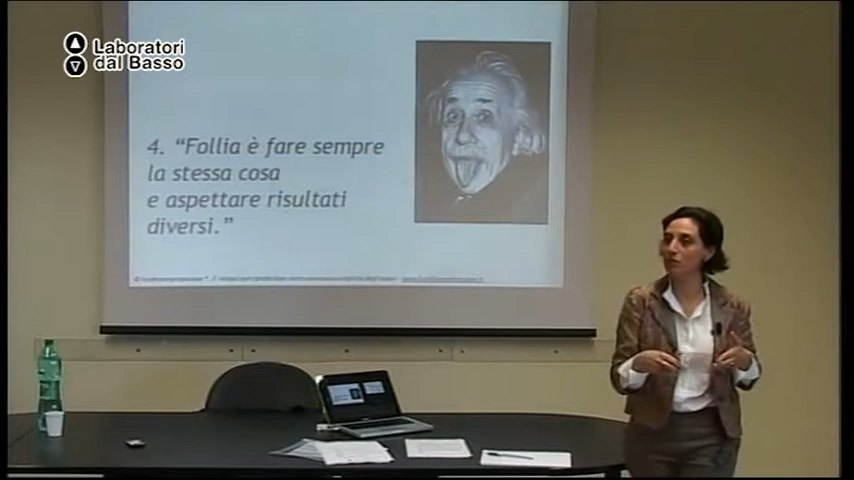 Laboratori
dal Basso
4. “Follia è fare sempre
la stessa cosa
e aspettare risultati
diversi.”